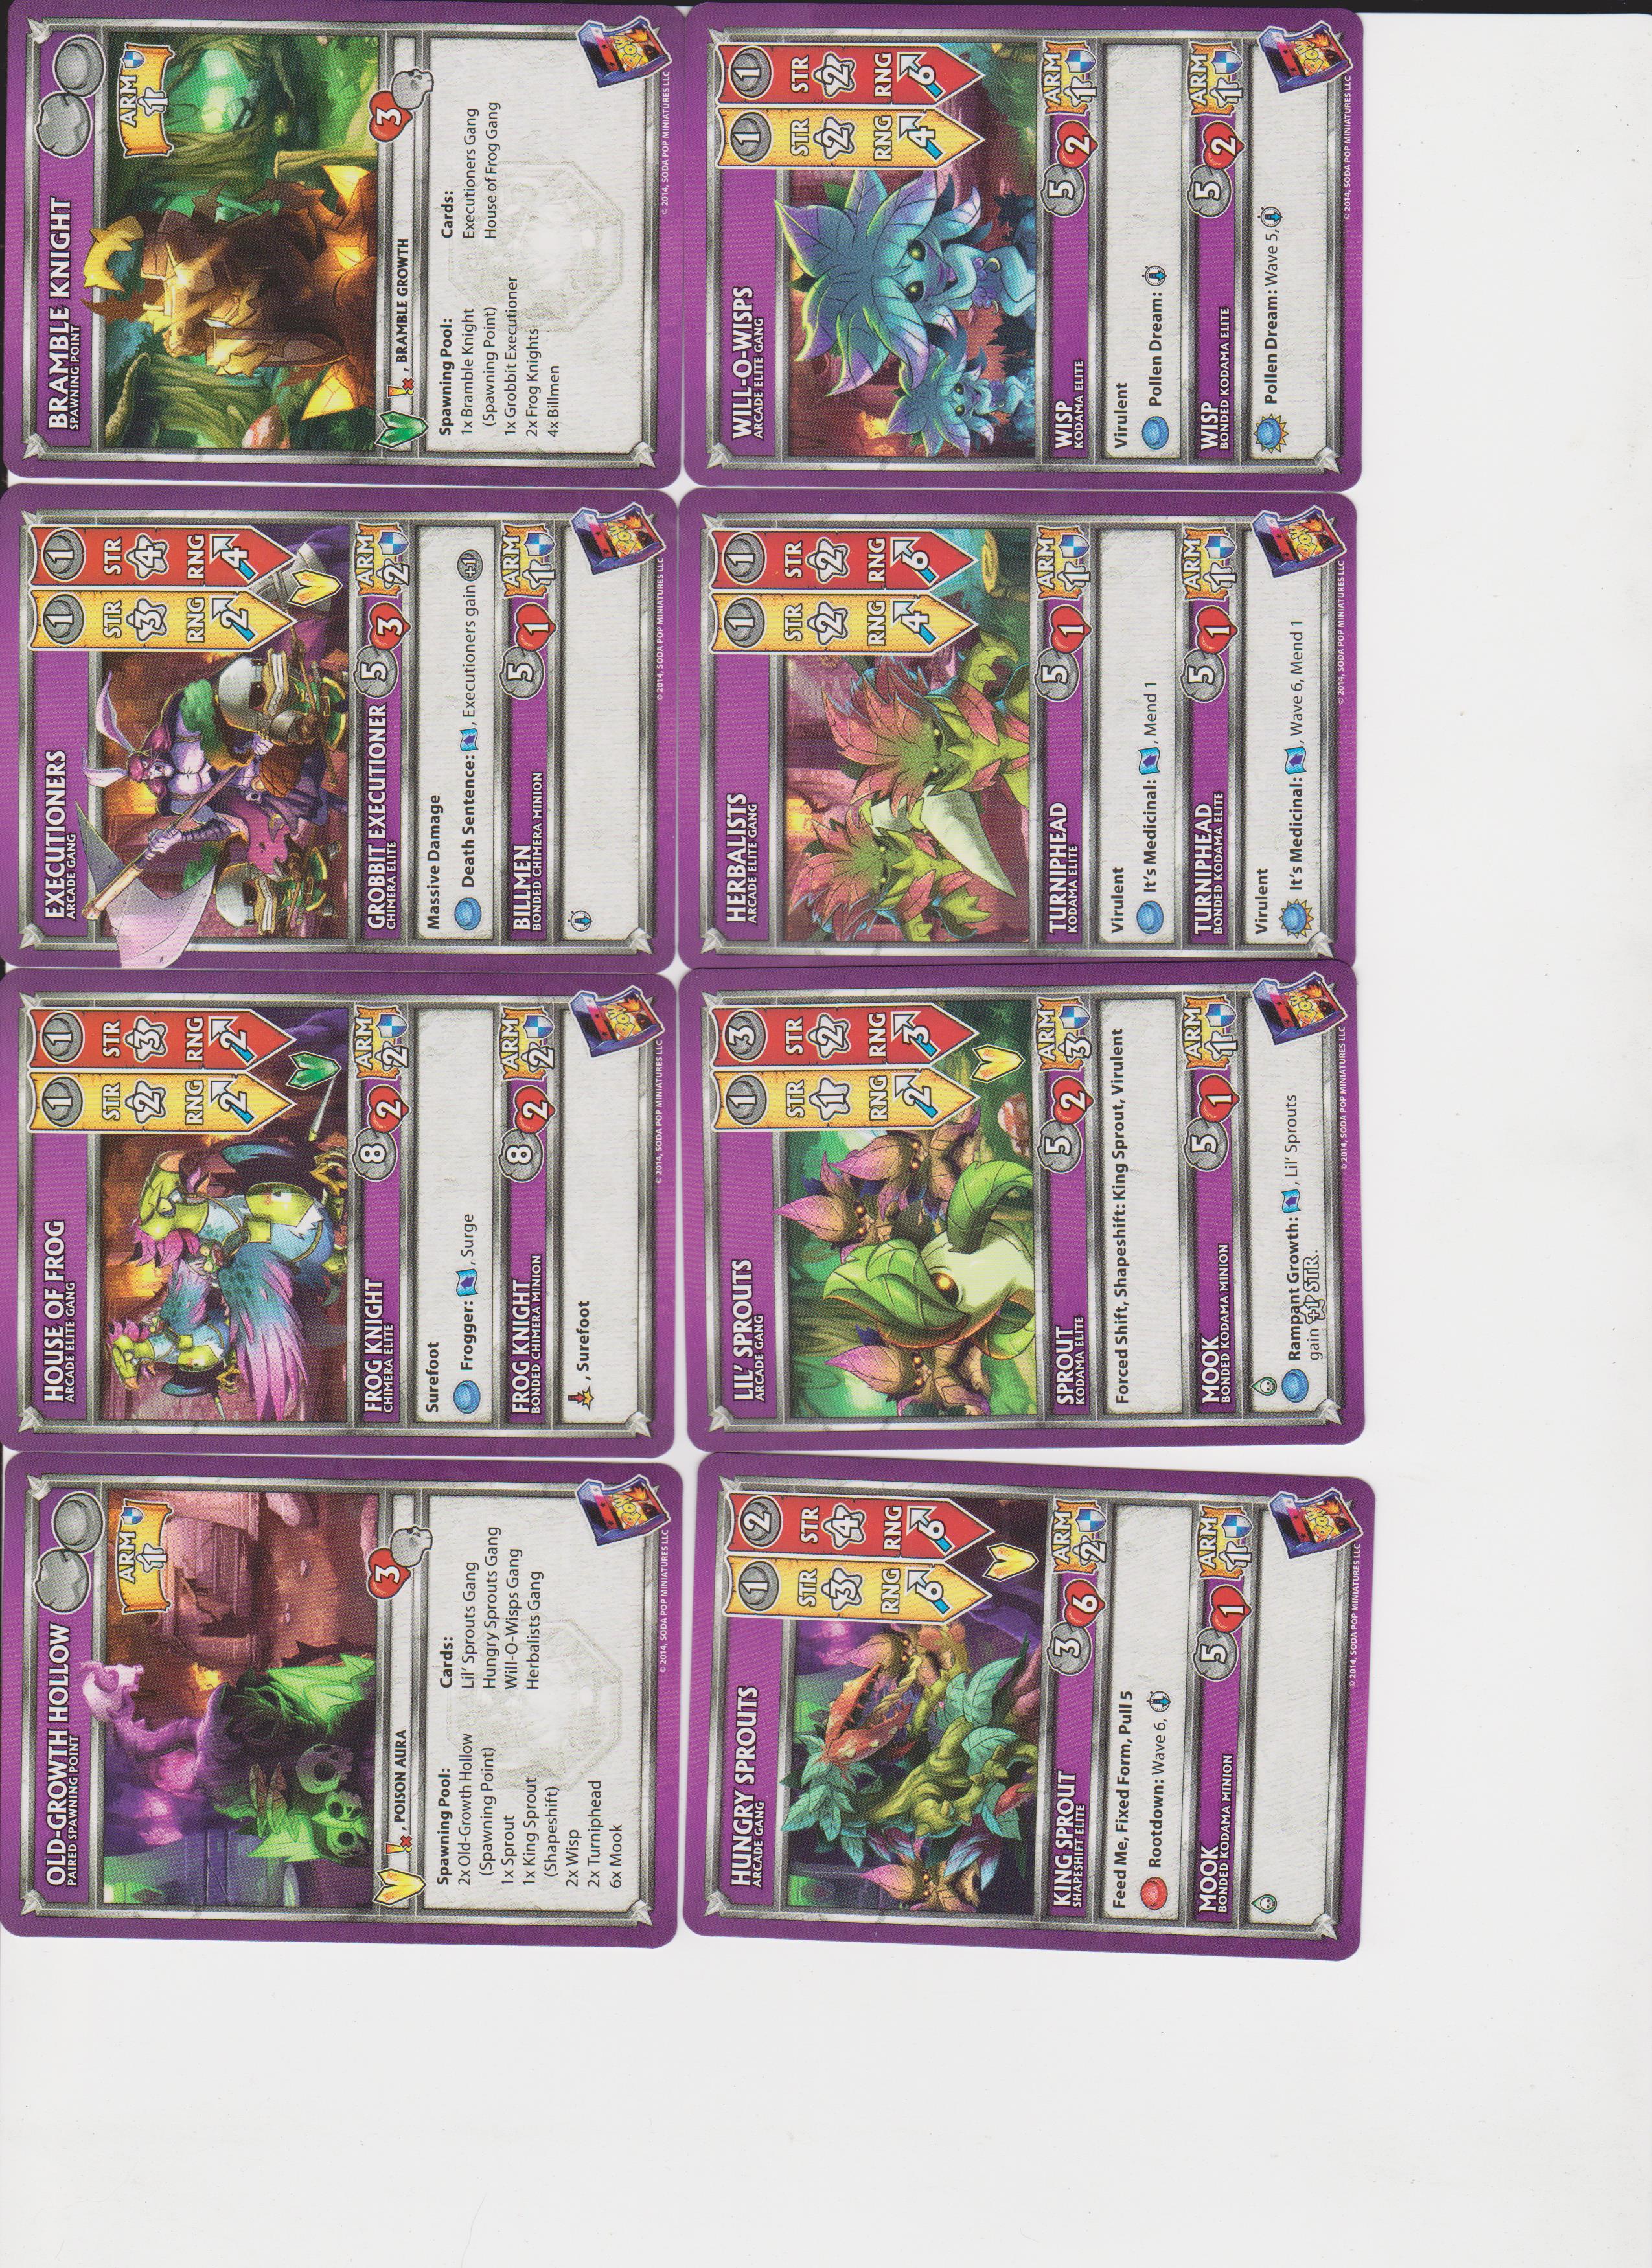 OLD-GROWTH HOLLOW
PAIRED SPAWNING POINT
ARM
1
3
, POISON AURA
Spawning Pool:
2x Old-Growth Hollow
(Spawning Point)
1x Sprout
1x King Sprout
(Shapeshift)
2x Wisp
2x Turniphead
6x Mook
Cards:
Lil' Sprouts Gang
Hungry Sprouts Gang
Will-O-Wisps Gang
Herbalists Gang
© 2014, SODA POP MINIATURES LLC
HOUSE OF FROG
ARCADE ELITE GANG
1 1
STR STR
2 3
RNG RNG
2 2
FROG KNIGHT
CHIMERA ELITE
8 2 ARM 2
Surefoot
Frogger: , Surge
FROG KNIGHT
BONDED CHIMERA MINION
8 2 ARM 2
, Surefoot
© 2014, SODA POP MINIATURES LLC
EXECUTIONERS
ARCADE GANG
1 1
STR STR
3 4
RNG RNG
2 4
GROBBIT EXECUTIONER
CHIMERA ELITE
5 3 ARM 2
Massive Damage
Death Sentence: , Executioners gain +1
BILLMEN
BONDED CHIMERA MINION
5 1 ARM 1
© 2014, SODA POP MINIATURES LLC
BRAMBLE KNIGHT
SPAWNING POINT
ARM
1
3
, BRAMBLE GROWTH
Spawning Pool:
1x Bramble Knight
(Spawning Point)
1x Grobbit Executioner
2x Frog Knights
4x Billmen
Cards:
Executioners Gang
House of Frog Gang
© 2014, SODA POP MINIATURES LLC
HUNGRY SPROUTS
ARCADE GANG
1 2
STR STR
3 4
RNG RNG
6 6
KING SPROUT
SHAPESHIFT ELITE
3 6 ARM 2
Feed Me, Fixed Form, Pull 5
Rootdown: Wave 6,
MOOK
BONDED KODAMA MINION
5 1 ARM 1
© 2014, SODA POP MINIATURES LLC
LIL' SPROUTS
ARCADE GANG
1 3
STR STR
1 2
RNG RNG
2 3
SPROUT
KODAMA ELITE
5 2 ARM 3
Forced Shift, Shapeshift: King Sprout, Virulent
MOOK
BONDED KODAMA MINION
5 1 ARM 1
Rampant Growth: , Lil' Sprouts
gain +1 STR.
© 2014, SODA POP MINIATURES LLC
HERBALISTS
ARCADE ELITE GANG
1 1
STR STR
2 2
RNG RNG
4 6
TURNIPHEAD
KODAMA ELITE
5 1 ARM 1
Virulent
It's Medicinal: , Mend 1
TURNIPHEAD
BONDED KODAMA ELITE
5 1 ARM 1
Virulent
It's Medicinal: , Wave 6, Mend 1
© 2014, SODA POP MINIATURES LLC
WILL-O-WISPS
ARCADE ELITE GANG
1 1
STR STR
2 2
RNG RNG
4 6
WISP
KODAMA ELITE
5 2 ARM 1
Virulent
Pollen Dream:
WISP
BONDED KODAMA ELITE
5 2 ARM 1
Pollen Dream: Wave 5,
© 2014, SODA POP MINIATURES LLC